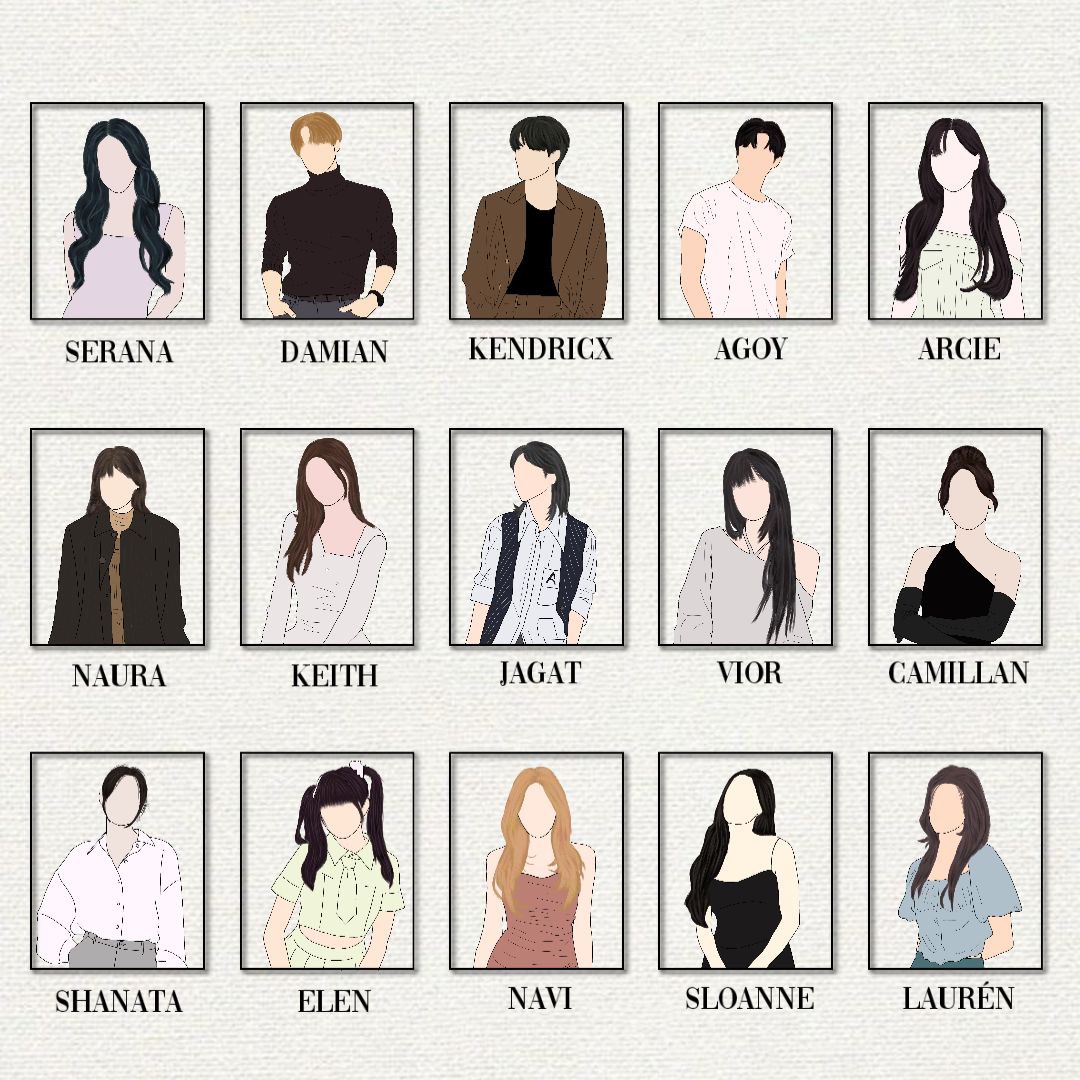 SERANA DAMIAN KENDRICX AGOY ARCIE
A
NAURA KEITH JAGAT VIOR CAMILLAN
SHANATA ELEN NAVI SLOANNE LAURÉN